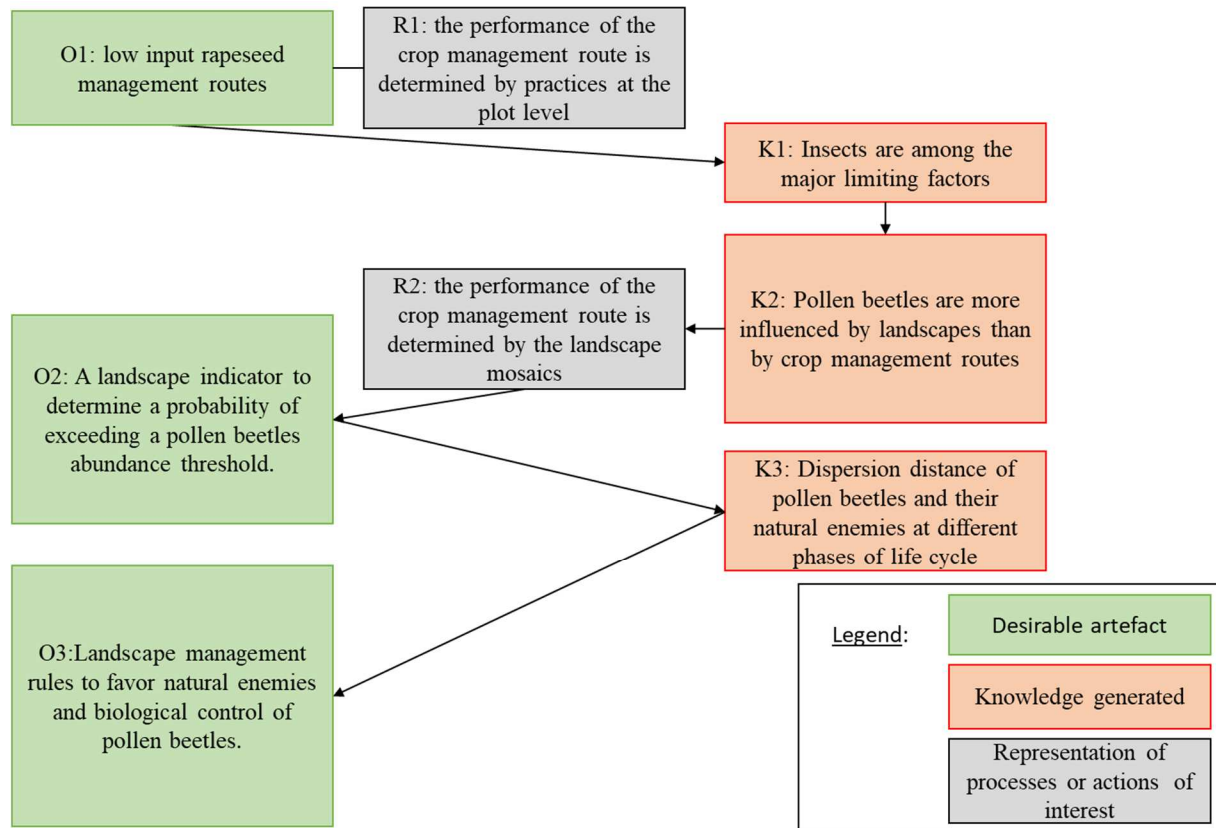 O1: low input rapeseed
management routes
R1: the performance of the
crop management route is
determined by practices at the
plot level
K1: Insects are among the
major limiting factors
K2: Pollen beetles are more
influenced by landscapes than
by crop management routes
R2: the performance of the
crop management route is
determined by the landscape
mosaics
O2: A landscape indicator to
determine a probability of
exceeding a pollen beetles
abundance threshold.
K3: Dispersion distance of
pollen beetles and their
natural enemies at different
phases of life cycle
O3:Landscape management
rules to favor natural enemies
and biological control of
pollen beetles.
Legend:
Desirable artefact
Knowledge generated
Representation of
processes or actions of
interest